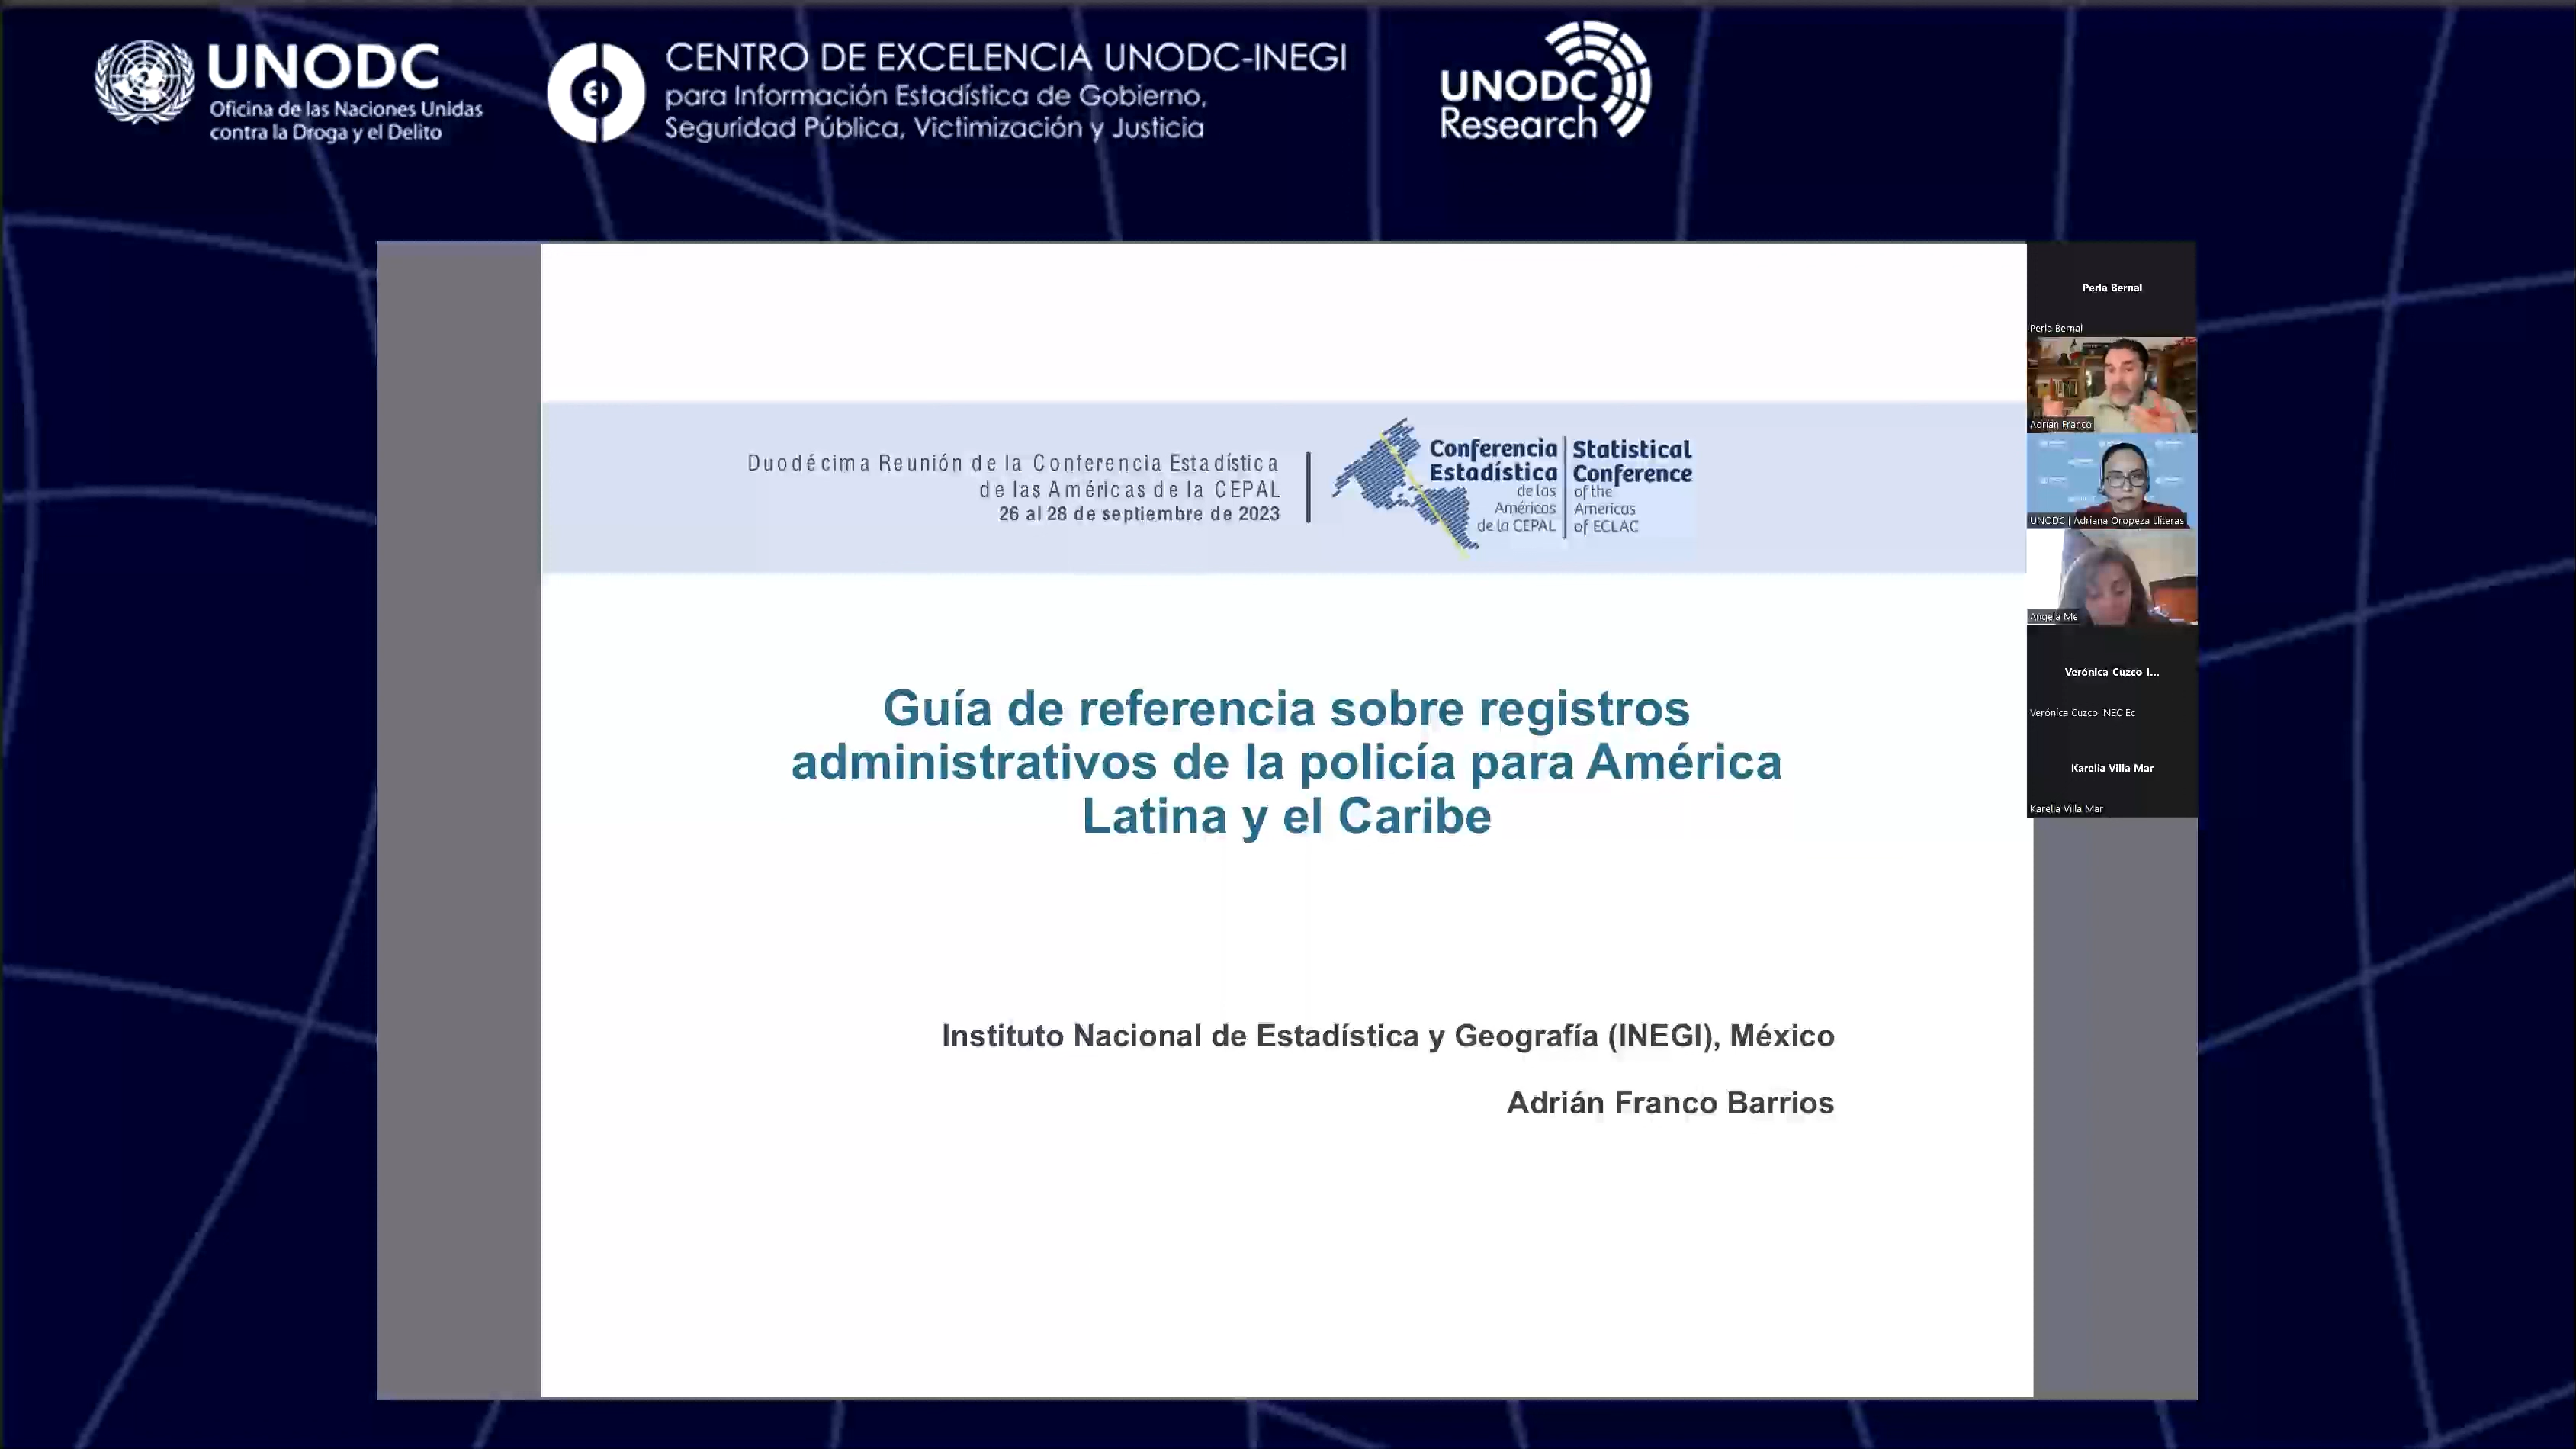 UNODC
Oficina de las Naciones Unidas
contra la Droga y el Delito
CENTRO DE EXCELENCIA UNODC-INEGI
para Información Estadística de Gobierno,
Seguridad Pública, Victimización y Justicia
UNODC
Research
Duodécima Reunión de la Conferencia Estadística
de las Américas de la CEPAL
26 al 28 de septiembre de 2023
Conferencia
Estadística
de las
Américas
de la CEPAL
Statistical
Conference
of the
Americas
of ECLAC
Guía de referencia sobre registros
administrativos de la policía para América
Latina y el Caribe
Instituto Nacional de Estadística y Geografía (INEGI), México
Adrián Franco Barrios
Perla Bernal
Perla Bernal
Adrián Franco
UNODC | Adriana Oropeza Lliteras
Angela Me
Verónica Cuzco I...
Verónica Cuzco INEC Ec
Karelia Villa Mar
Karelia Villa Mar